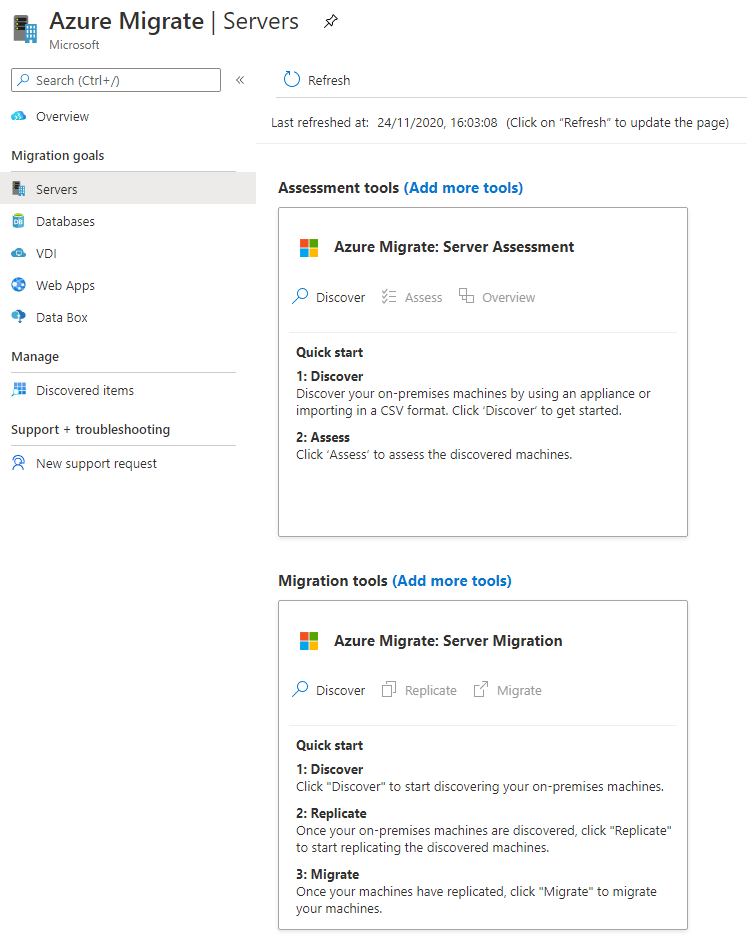 Azure Migrate | Servers
Microsoft
Search (Ctrl+/)
«
Overview
Migration goals
Servers
Databases
VDI
Web Apps
Data Box
Manage
Discovered items
Support + troubleshooting
New support request
Refresh
Last refreshed at: 24/11/2020, 16:03:08 (Click on “Refresh” to update the page)
Assessment tools (Add more tools)
Azure Migrate: Server Assessment
Discover Assess Overview
Quick start
1: Discover
Discover your on-premises machines by using an appliance or
importing in a CSV format. Click ‘Discover’ to get started.
2: Assess
Click ‘Assess’ to assess the discovered machines.
Migration tools (Add more tools)
Azure Migrate: Server Migration
Discover Replicate Migrate
Quick start
1: Discover
Click "Discover" to start discovering your on-premises machines.
2: Replicate
Once your on-premises machines are discovered, click "Replicate"
to start replicating the discovered machines.
3: Migrate
Once your machines have replicated, click "Migrate" to migrate
your machines.